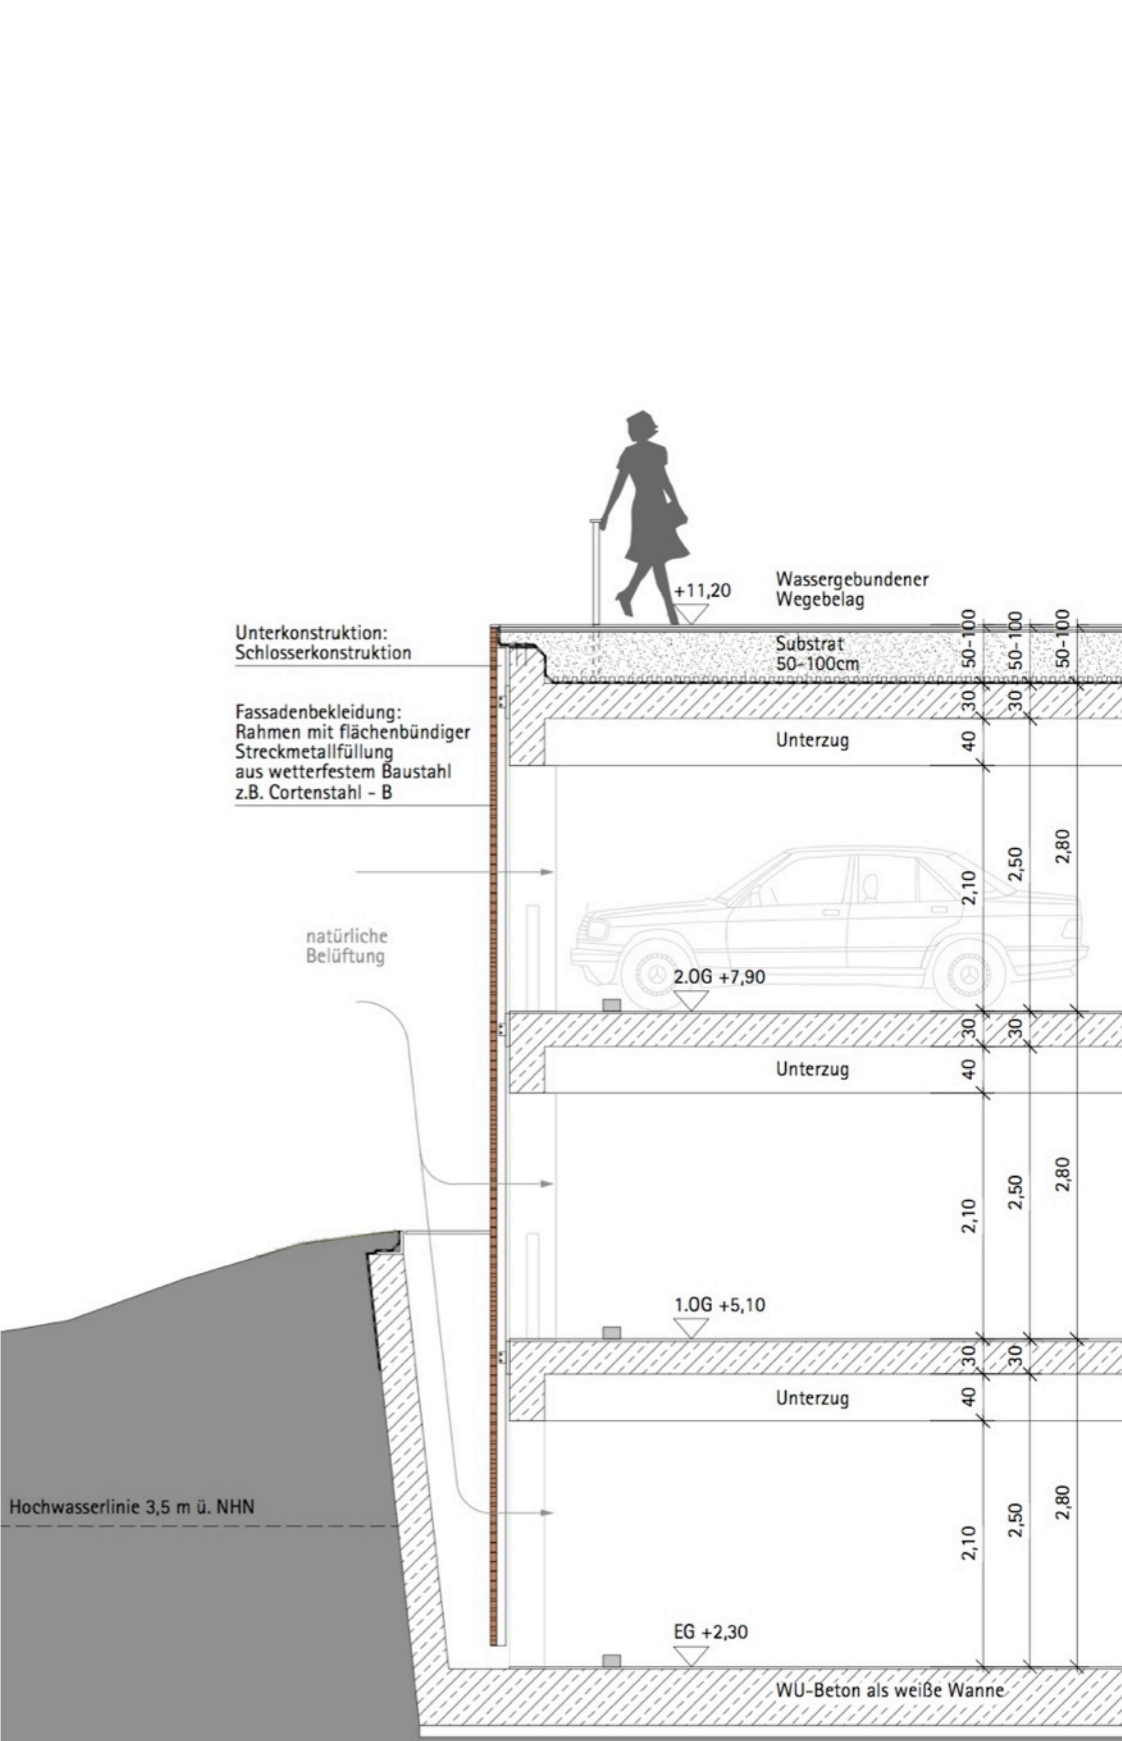 +11,20
Wassergebundener
Wegebelag
Unterkonstruktion:
Schlosserkonstruktion
Substrat
50-100cm
50-100
50-100
50-100
30
30
Fassadenbekleidung:
Rahmen mit flächenbündiger
Streckmetallfüllung
aus wetterfestem Baustahl
z.B. Cortenstahl - B
Unterzug
40
2,10
2,50
2,80
natürliche
Belüftung
2.OG +7,90
30
30
Unterzug
40
2,10
2,50
2,80
1.OG +5,10
30
30
Unterzug
40
Hochwasserlinie 3,5 m ü. NHN
2,10
2,50
2,80
EG +2,30
WU-Beton als weiße Wanne